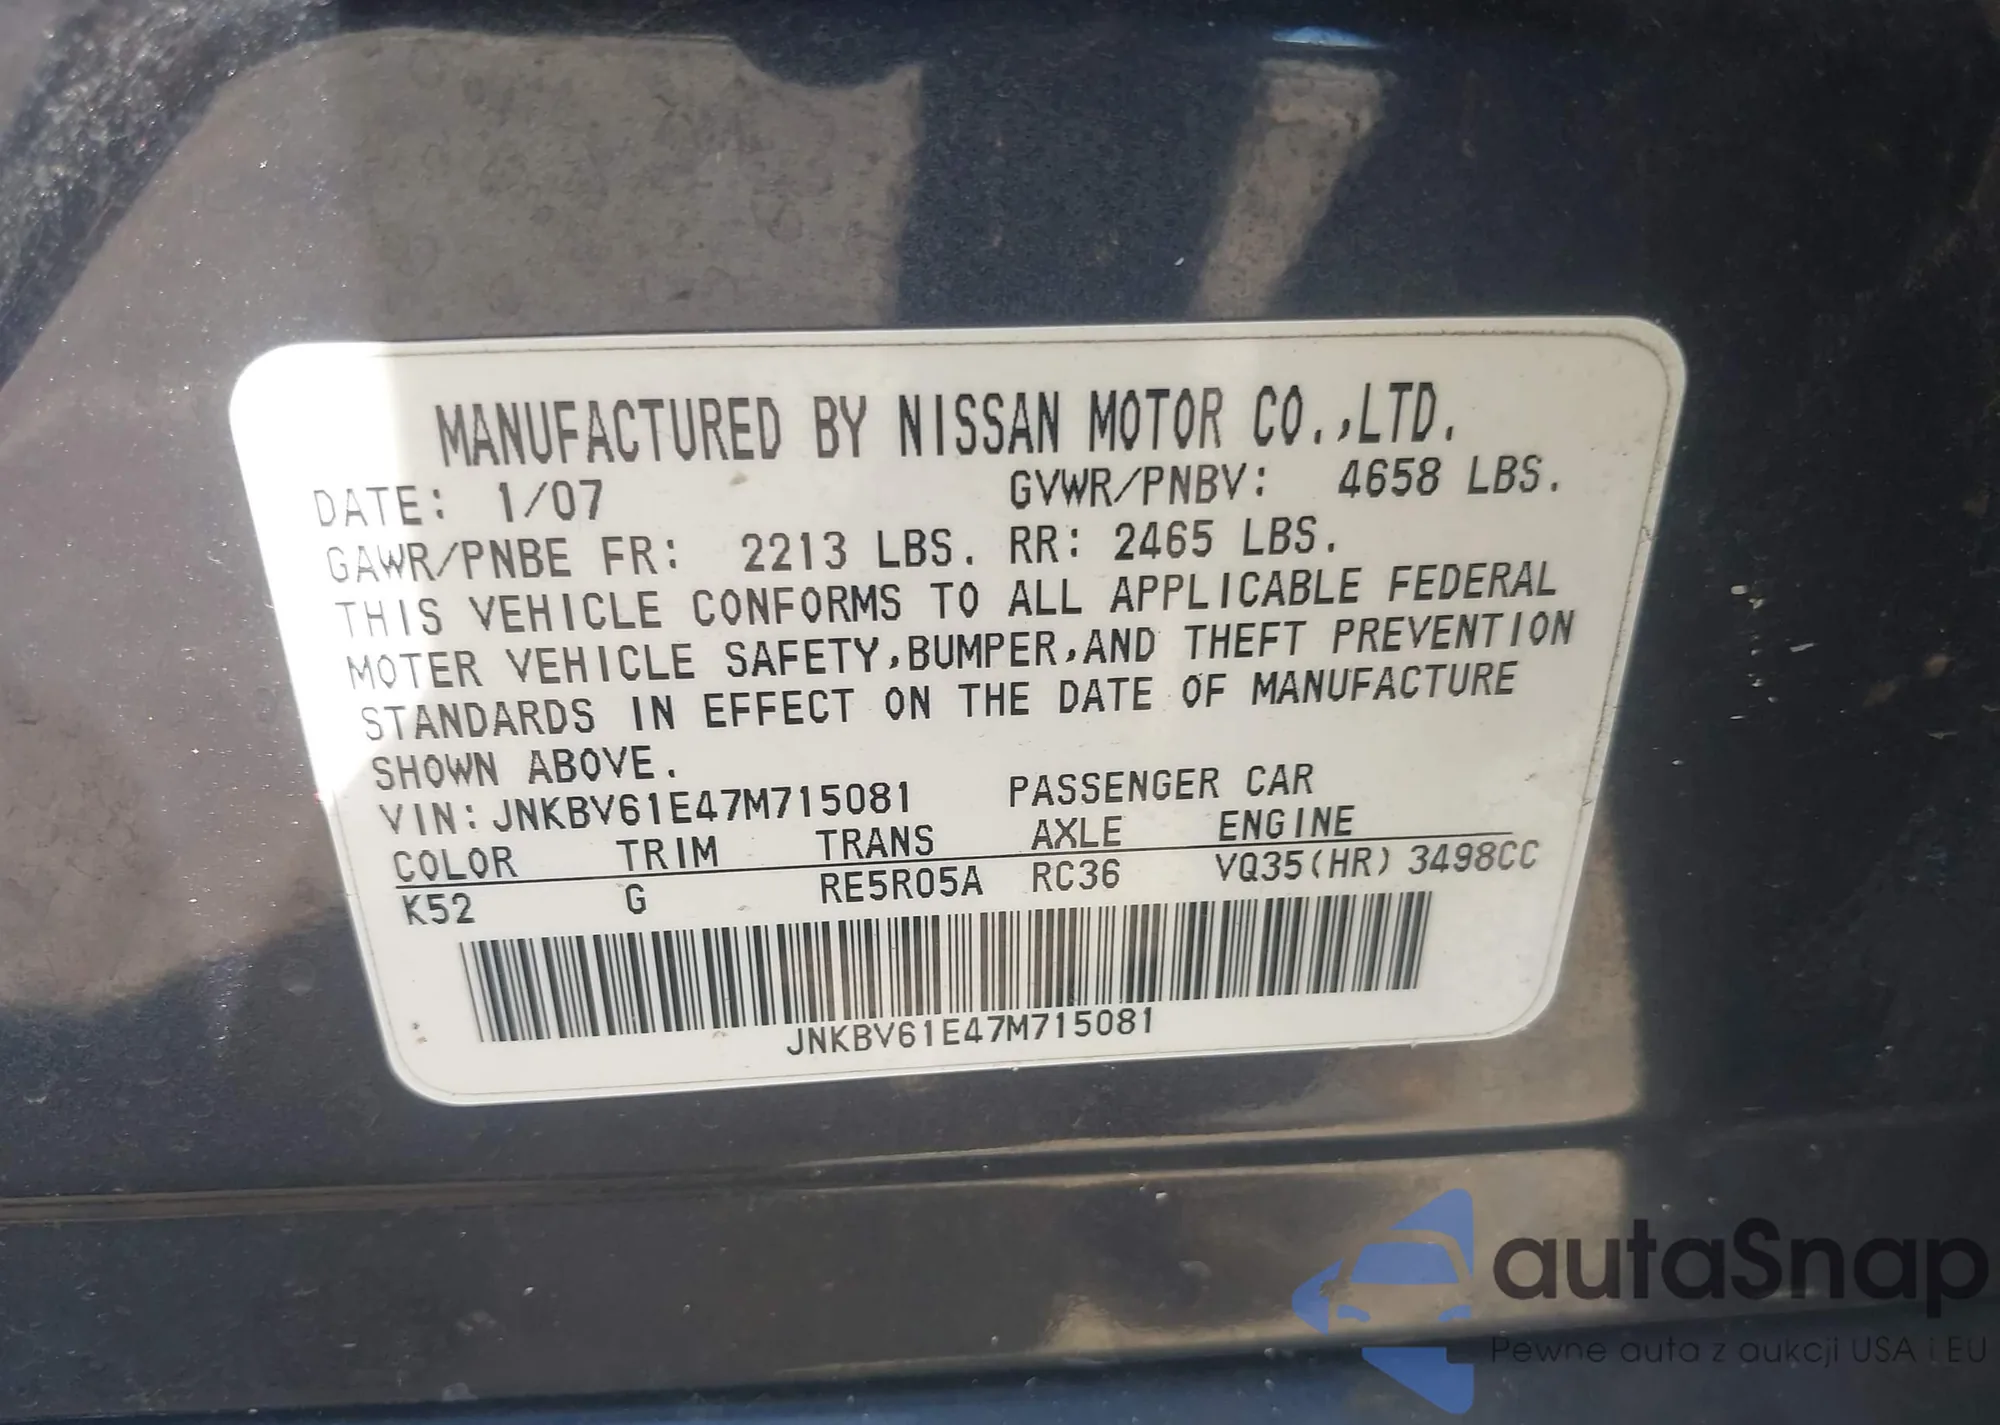 MANUFACTURED BY NISSAN MOTOR CO.,LTD.
DATE: 1/07 GVWR/PNBV: 4658 LBS.
GAWR/PNBE FR: 2213 LBS. RR: 2465 LBS.
THIS VEHICLE CONFORMS TO ALL APPLICABLE FEDERAL
MOTER VEHICLE SAFETY,BUMPER,AND THEFT PREVENTION
STANDARDS IN EFFECT ON THE DATE OF MANUFACTURE
SHOWN ABOVE.
VIN: JNKBV61E47M715081 PASSENGER CAR
COLOR TRIM TRANS AXLE ENGINE
K52 G RE5R05A RC36 VQ35(HR) 3498CC
JNKBV61E47M715081
autaSnap
Pewne auta z aukcji USA i EU